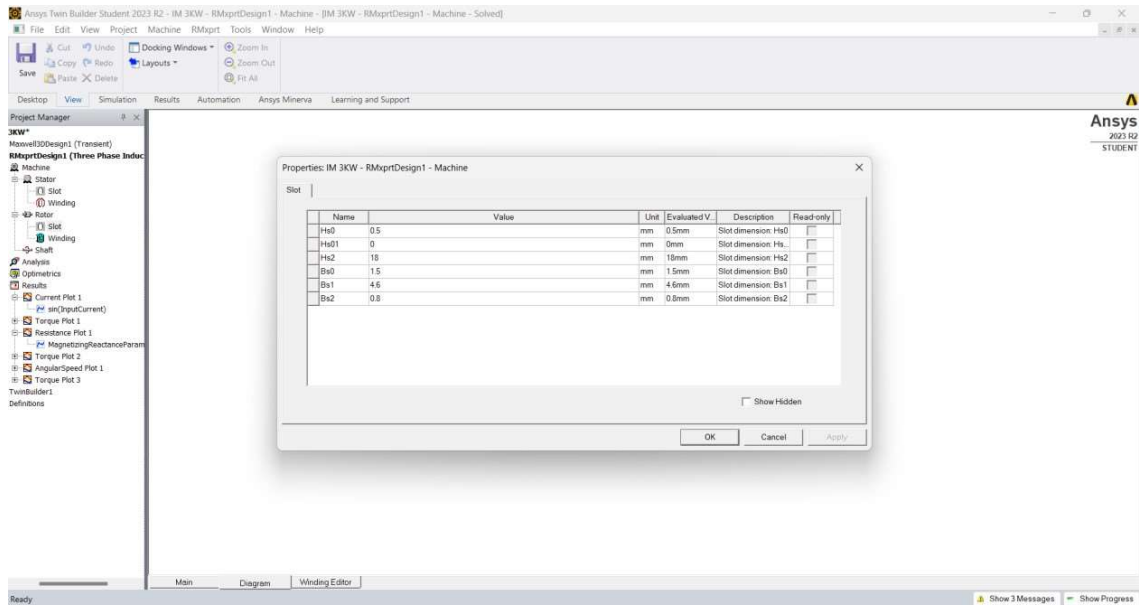 Ansys Twin Builder Student 2023 R2 - IM 3KW - RMxprtDesign1 - Machine - [IM 3KW - RMxprtDesign1 - Machine - Solved]
File Edit View Project Machine RMxprt Tools Window Help
Save
Cut Undo
Copy Redo
Paste Delete
Docking Windows
Layouts
Zoom In
Zoom Out
Fit All
Desktop View Simulation Results Automation Ansys Minerva Learning and Support
Project Manager
3KW*
Maxwell3DDesign1 (Transient)
RMxprtDesign1 (Three Phase Induc
Machine
Stator
Slot
Winding
Rotor
Slot
Winding
Shaft
Analysis
Optimetrics
Results
Current Plot 1
sin(InputCurrent)
Torque Plot 1
Resistance Plot 1
MagnetizingReactanceParam
Torque Plot 2
AngularSpeed Plot 1
Torque Plot 3
TwinBuilder1
Definitions
Ansys
2023 R2
STUDENT
Properties: IM 3KW - RMxprtDesign1 - Machine
Slot
Name Value Unit Evaluated V... Description Read-only
Hs0 0.5 mm 0.5mm Slot dimension: Hs0
Hs01 0 mm 0mm Slot dimension: Hs...
Hs2 18 mm 18mm Slot dimension: Hs2
Bs0 1.5 mm 1.5mm Slot dimension: Bs0
Bs1 4.6 mm 4.6mm Slot dimension: Bs1
Bs2 0.8 mm 0.8mm Slot dimension: Bs2
Show Hidden
OK Cancel Apply
Main Diagram Winding Editor
Ready
Show 3 Messages Show Progress